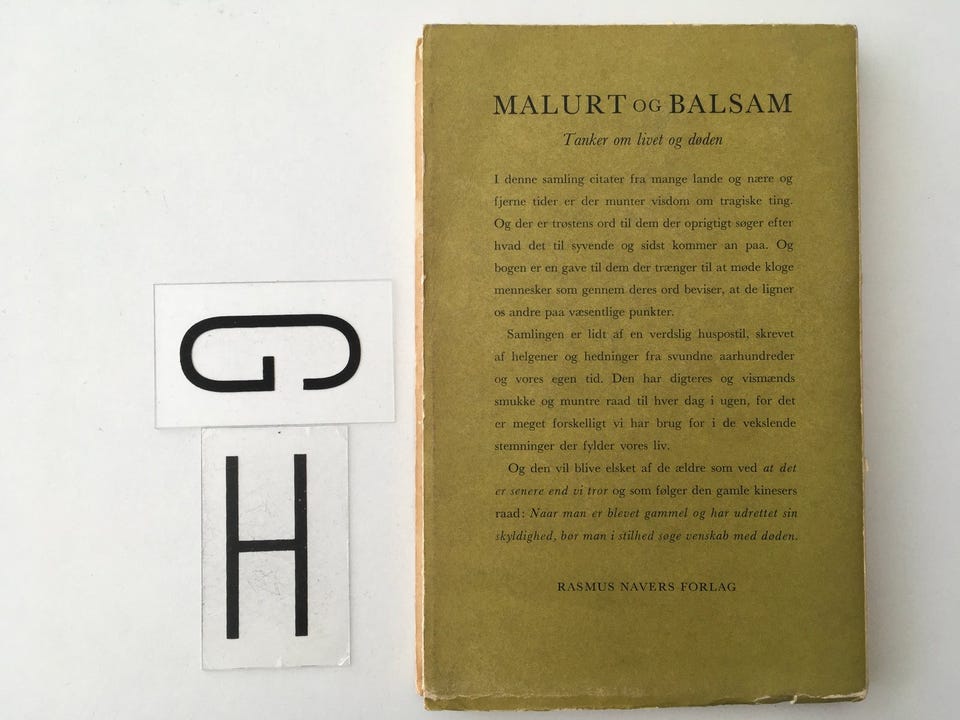 G
H
MALURT OG BALSAM
Tanker om livet og døden
I denne samling citater fra mange lande og nære og
fjerne tider er der munter visdom om tragiske ting.
Og der er trøstens ord til dem der oprigtigt søger efter
hvad det til syvende og sidst kommer an paa. Og
bogen er en gave til dem der trænger til at møde kloge
mennesker som gennem deres ord beviser, at de ligner
os andre paa væsentlige punkter.
Samlingen er lidt af en verdslig huspostil, skrevet
af helgener og hedninger fra svundne aarhundreder
og vores egen tid. Den har digteres og vismænds
smukke og muntre raad til hver dag i ugen, for det
er meget forskelligt vi har brug for i de vekslende
stemninger der fylder vores liv.
Og den vil blive elsket af de ældre som ved at det
er senere end vi tror og som følger den gamle kinesers
raad: Naar man er blevet gammel og har udrettet sin
skyldighed, bør man i stilhed søge venskab med døden.
RASMUS NAVERS FORLAG